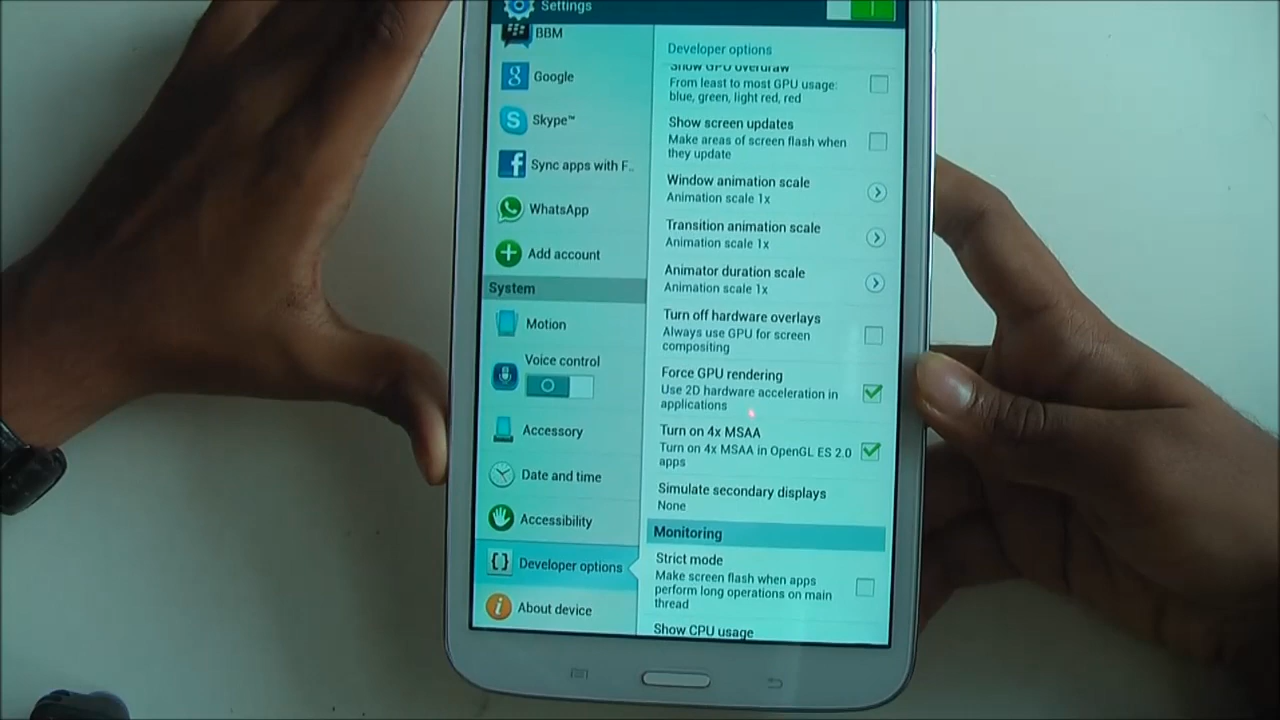 Settings
BBM
Google
Skype™
Sync apps with F..
WhatsApp
Add account
System
Motion
Voice control
Accessory
Date and time
Accessibility
Developer options
About device
Developer options
Show GPU overdraw
From least to most GPU usage:
blue, green, light red, red
Show screen updates
Make areas of screen flash when
they update
Window animation scale
Animation scale 1x
Transition animation scale
Animation scale 1x
Animator duration scale
Animation scale 1x
Turn off hardware overlays
Always use GPU for screen
compositing
Force GPU rendering
Use 2D hardware acceleration in
applications
Turn on 4x MSAA
Turn on 4x MSAA in OpenGL ES 2.0
apps
Simulate secondary displays
None
Monitoring
Strict mode
Make screen flash when apps
perform long operations on main
thread
Show CPU usage